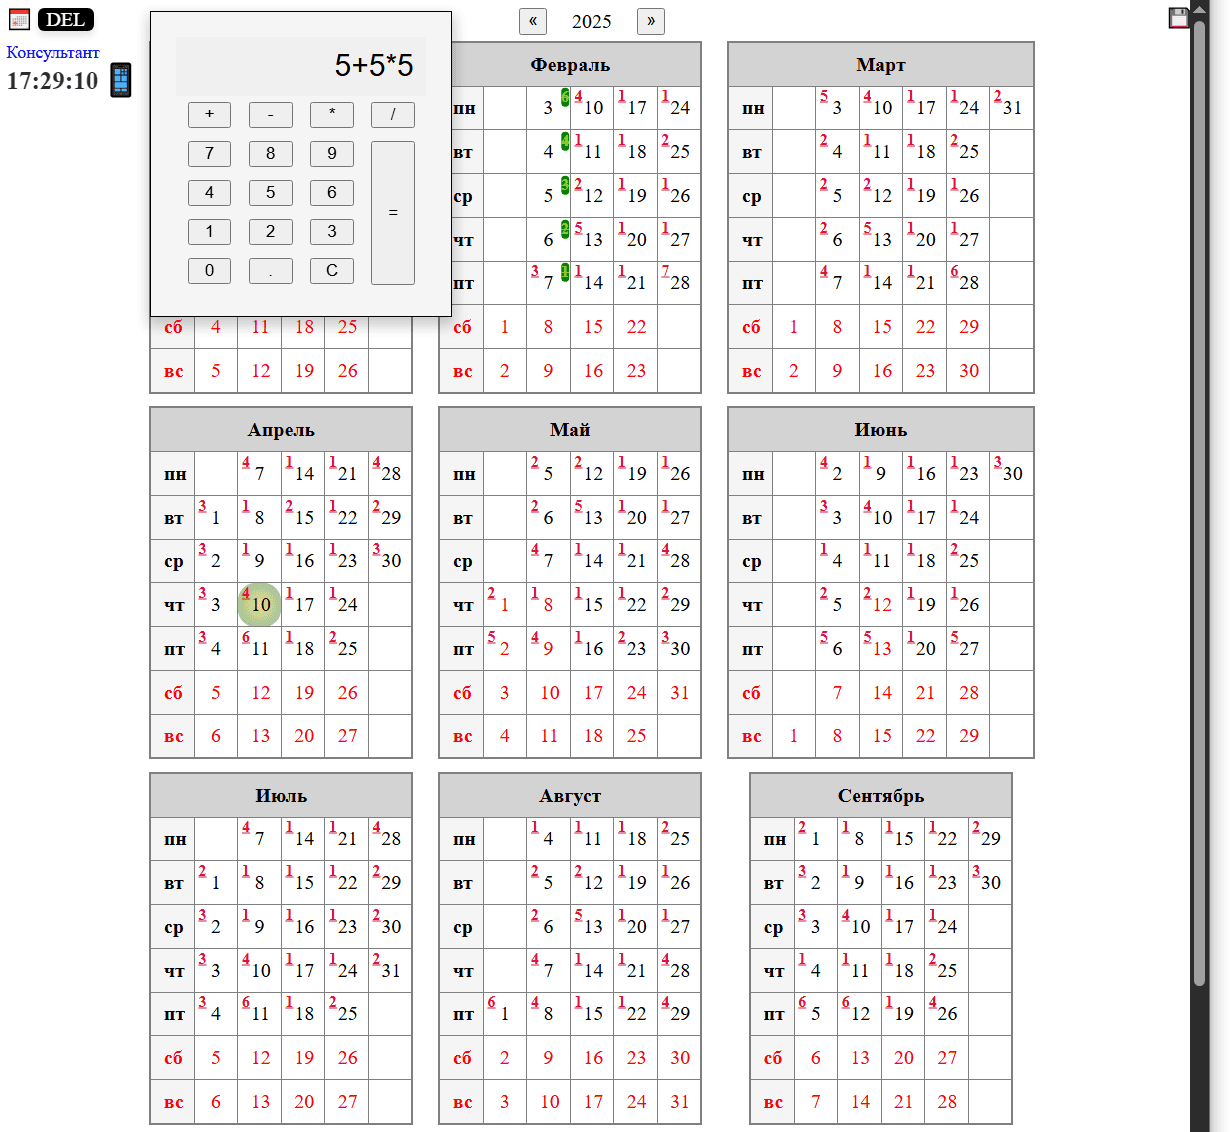 DEL
Консультант
17:29:10
5+5*5
+ - * /
7 8 9
4 5 6 =
1 2 3
0 . C
« 2025 »
сб 4 11 18 25
вс 5 12 19 26
Февраль
пн 3 6 4 10 1 17 1 24
вт 4 4 1 11 1 18 2 25
ср 5 3 2 12 1 19 1 26
чт 6 2 5 13 1 20 1 27
пт 3 7 1 1 14 1 21 7 28
сб 1 8 15 22
вс 2 9 16 23
Март
пн 5 3 4 10 1 17 1 24 2 31
вт 2 4 1 11 1 18 2 25
ср 2 5 2 12 1 19 1 26
чт 2 6 5 13 1 20 1 27
пт 4 7 1 14 1 21 6 28
сб 1 8 15 22 29
вс 2 9 16 23 30
Апрель
пн 4 7 1 14 1 21 4 28
вт 3 1 1 8 2 15 1 22 2 29
ср 3 2 1 9 1 16 1 23 3 30
чт 3 3 4 10 1 17 1 24
пт 3 4 6 11 1 18 2 25
сб 5 12 19 26
вс 6 13 20 27
Май
пн 2 5 2 12 1 19 1 26
вт 2 6 5 13 1 20 1 27
ср 4 7 1 14 1 21 4 28
чт 2 1 1 8 1 15 1 22 2 29
пт 5 2 4 9 1 16 2 23 3 30
сб 3 10 17 24 31
вс 4 11 18 25
Июнь
пн 4 2 1 9 1 16 1 23 3 30
вт 3 3 4 10 1 17 1 24
ср 1 4 1 11 1 18 2 25
чт 2 5 2 12 1 19 1 26
пт 5 6 5 13 1 20 5 27
сб 7 14 21 28
вс 1 8 15 22 29
Июль
пн 4 7 1 14 1 21 4 28
вт 2 1 1 8 1 15 1 22 2 29
ср 3 2 1 9 1 16 1 23 2 30
чт 3 3 4 10 1 17 1 24 2 31
пт 3 4 6 11 1 18 2 25
сб 5 12 19 26
вс 6 13 20 27
Август
пн 1 4 1 11 1 18 2 25
вт 2 5 2 12 1 19 1 26
ср 2 6 5 13 1 20 1 27
чт 4 7 1 14 1 21 4 28
пт 6 1 4 8 1 15 1 22 4 29
сб 2 9 16 23 30
вс 3 10 17 24 31
Сентябрь
пн 2 1 1 8 1 15 1 22 2 29
вт 3 2 1 9 1 16 1 23 3 30
ср 3 3 4 10 1 17 1 24
чт 1 4 1 11 1 18 2 25
пт 6 5 6 12 1 19 4 26
сб 6 13 20 27
вс 7 14 21 28